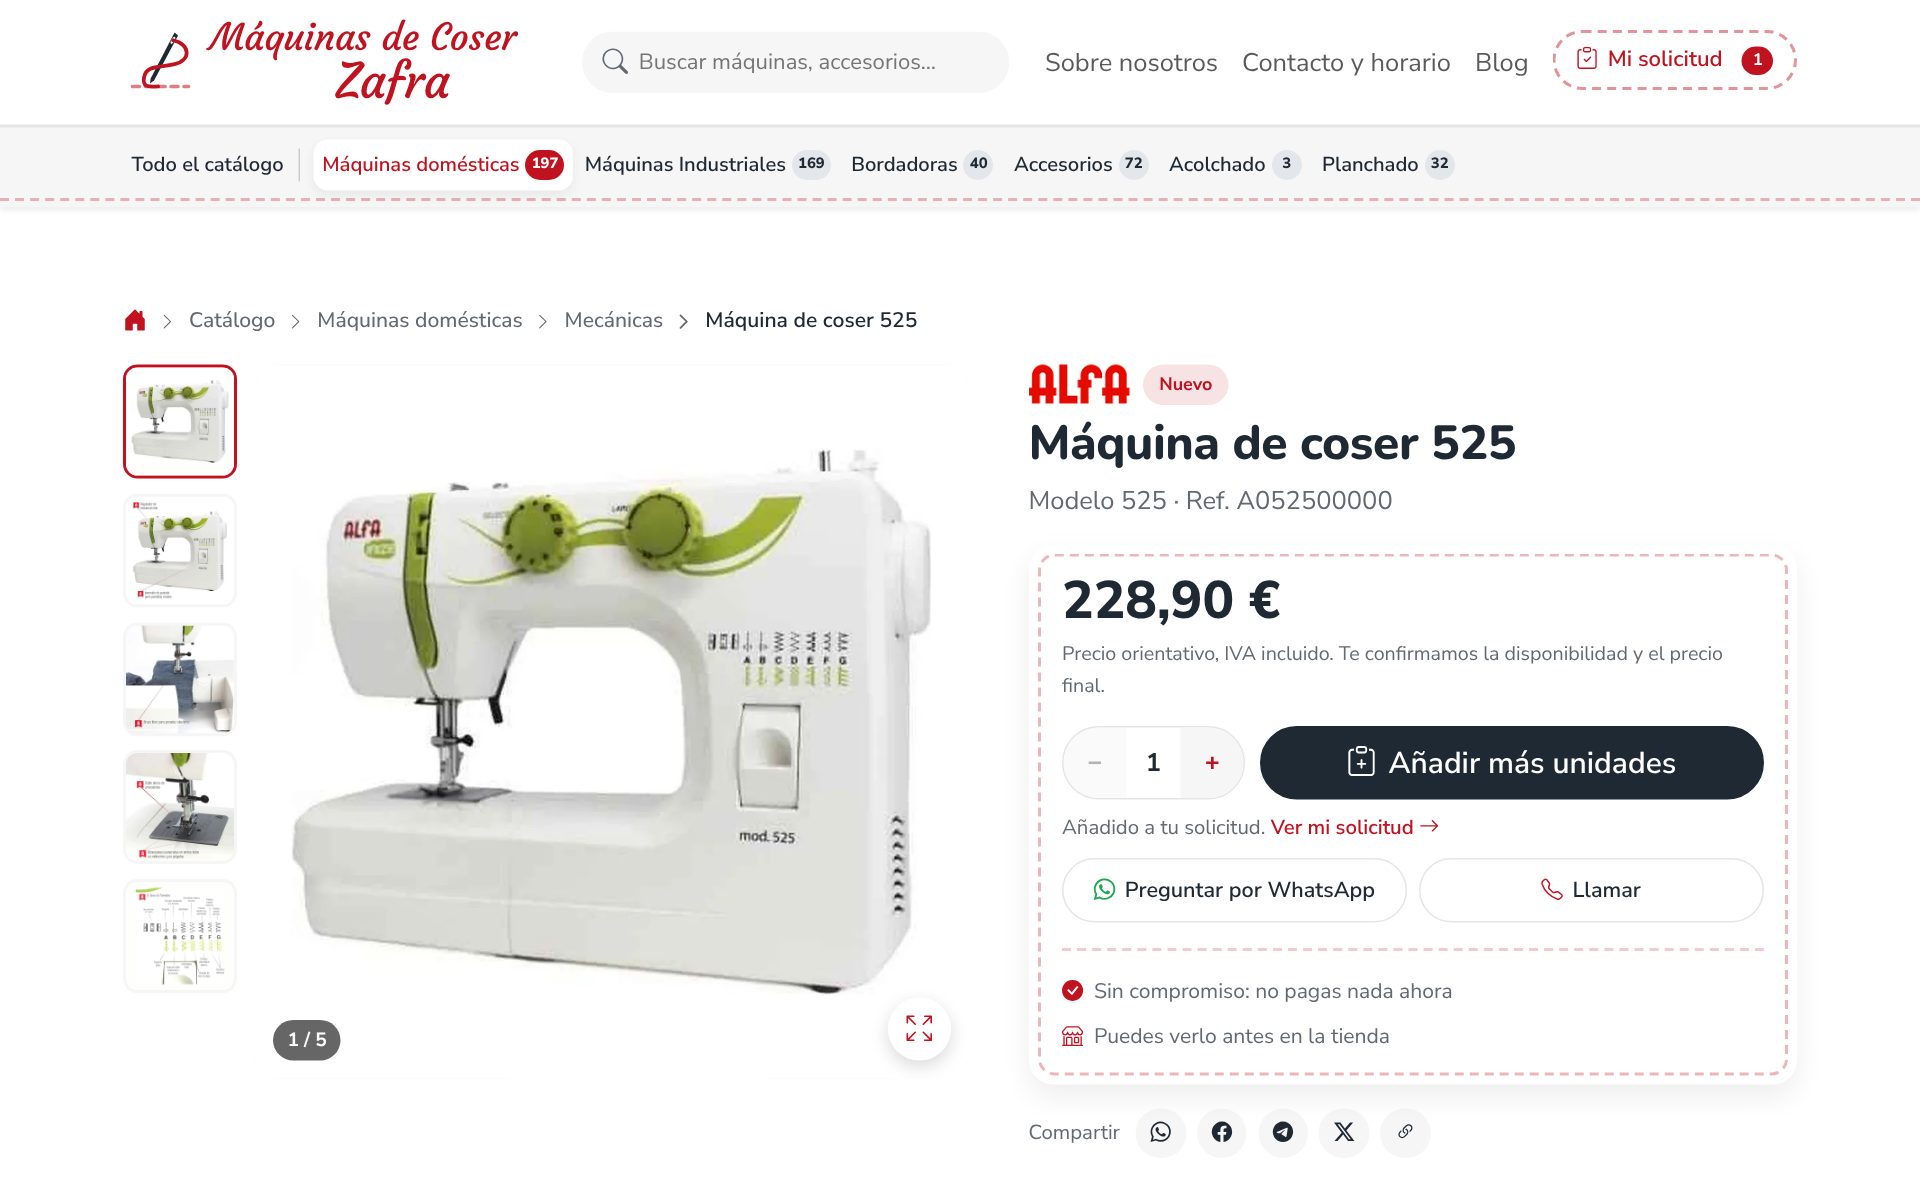 Máquinas de Coser
Zafra
Buscar máquinas, accesorios...
Sobre nosotros
Contacto y horario
Blog
Mi solicitud 1
Todo el catálogo
Máquinas domésticas 197
Máquinas Industriales 169
Bordadoras 40
Accesorios 72
Acolchado 3
Planchado 32
Catálogo
Máquinas domésticas
Mecánicas
Máquina de coser 525
ALFA
A B C D E F G
mod. 525
1 / 5
ALFA
Nuevo
Máquina de coser 525
Modelo 525 · Ref. A052500000
228,90 €
Precio orientativo, IVA incluido. Te confirmamos la disponibilidad y el precio
final.
− 1 +
Añadir más unidades
Añadido a tu solicitud. Ver mi solicitud →
Preguntar por WhatsApp
Llamar
Sin compromiso: no pagas nada ahora
Puedes verlo antes en la tienda
Compartir